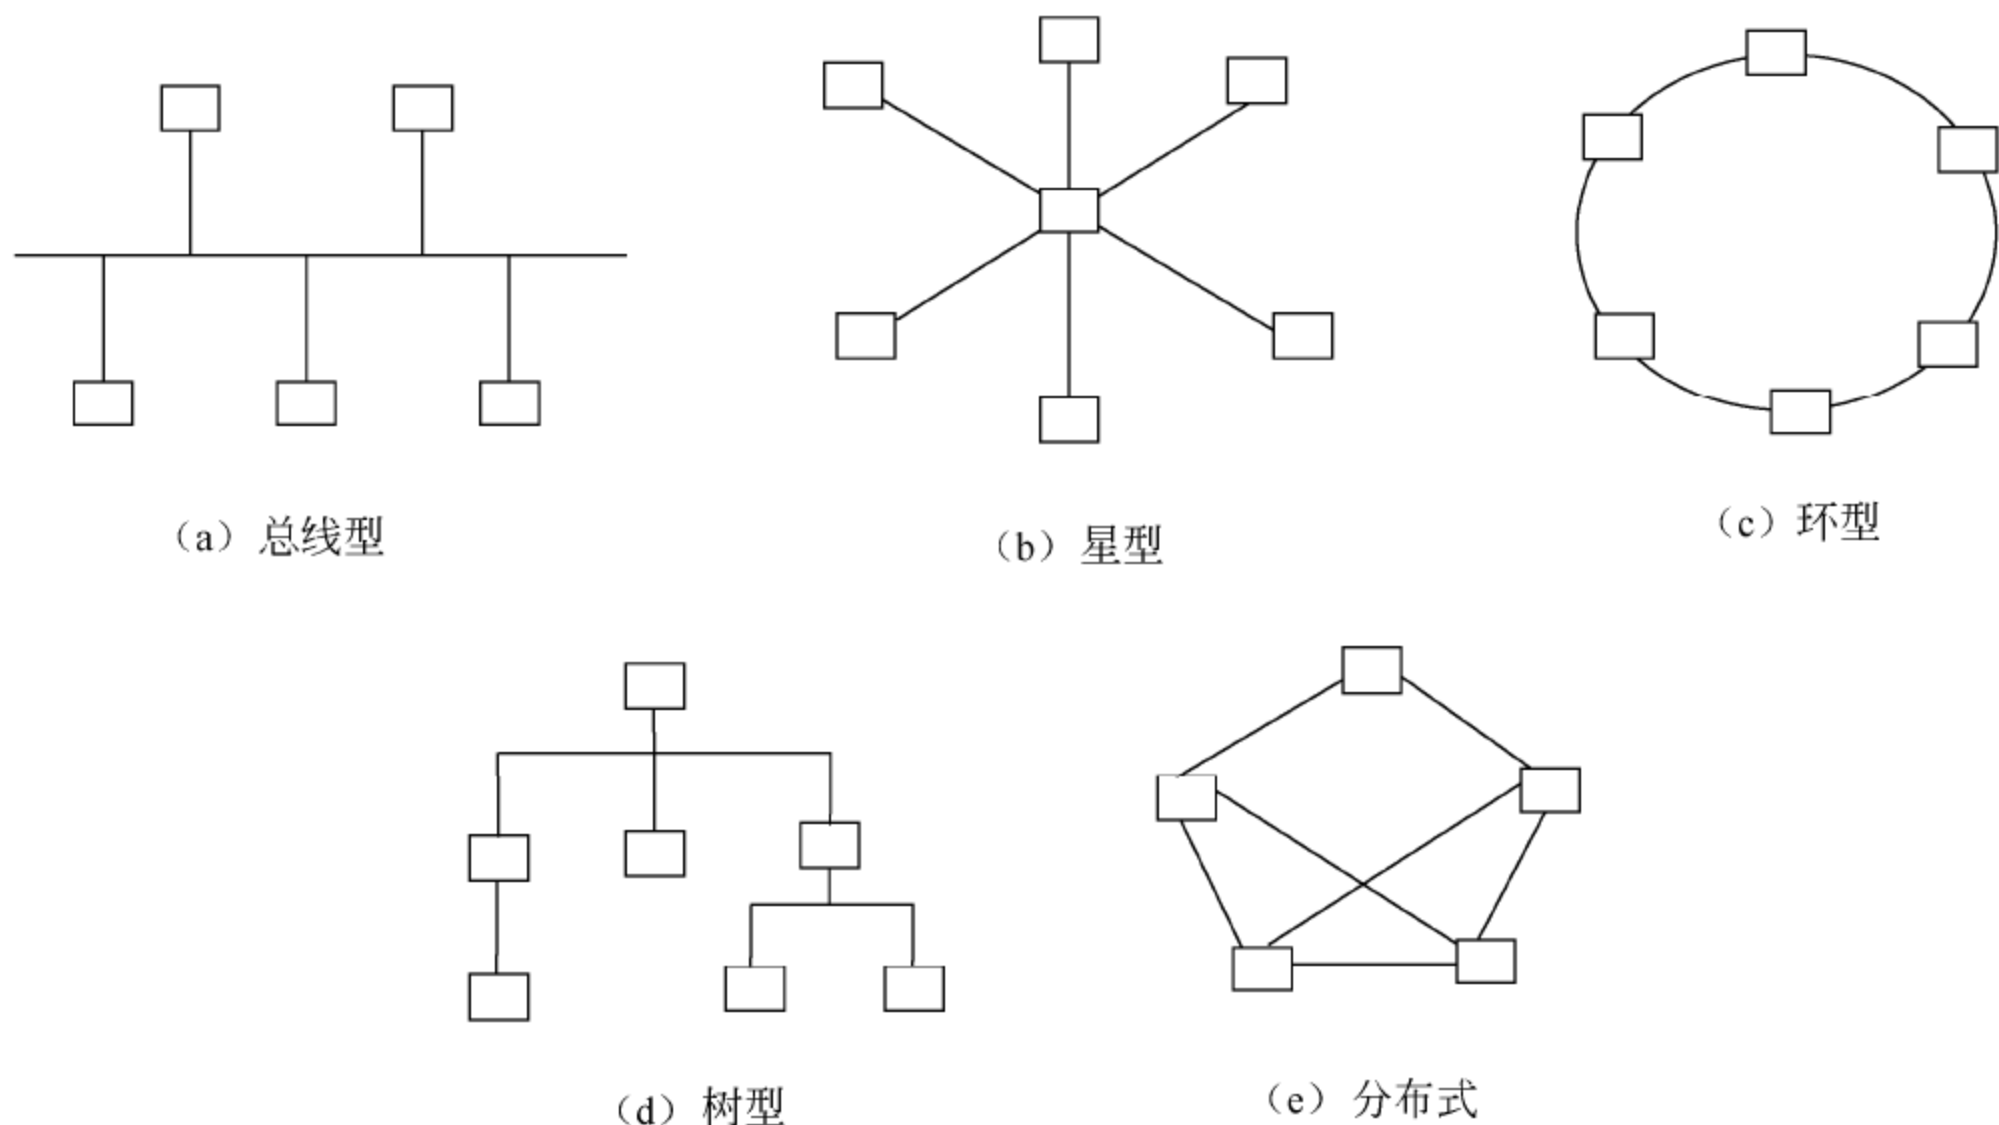 （a）总线型
（b）星型
（c）环型
（d）树型
（e）分布式